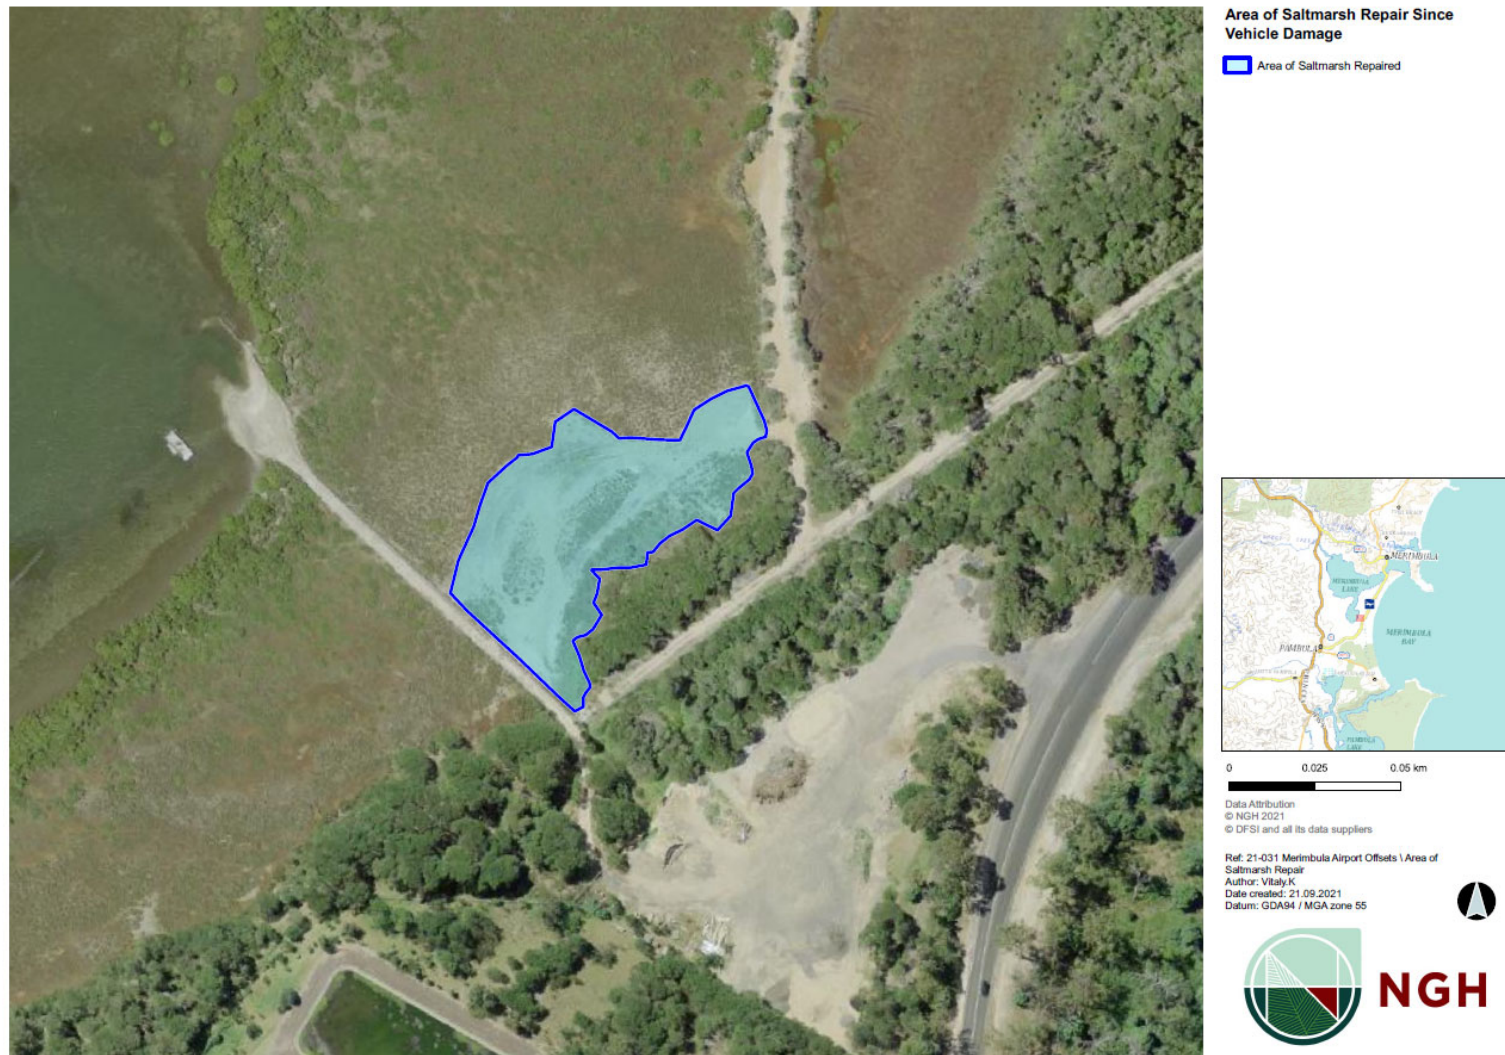 Area of Saltmarsh Repair Since
Vehicle Damage
Area of Saltmarsh Repaired
MERIMBULA
MERIMBULA
LAKE
MERIMBULA
BAY
PAMBULA
PAMBULA
LAKE
0 0.025 0.05 km
Data Attribution
© NGH 2021
© DFSI and all its data suppliers
Ref: 21-031 Merimbula Airport Offsets \ Area of
Saltmarsh Repair
Author: Vitaly.K
Date created: 21.09.2021
Datum: GDA94 / MGA zone 55
NGH